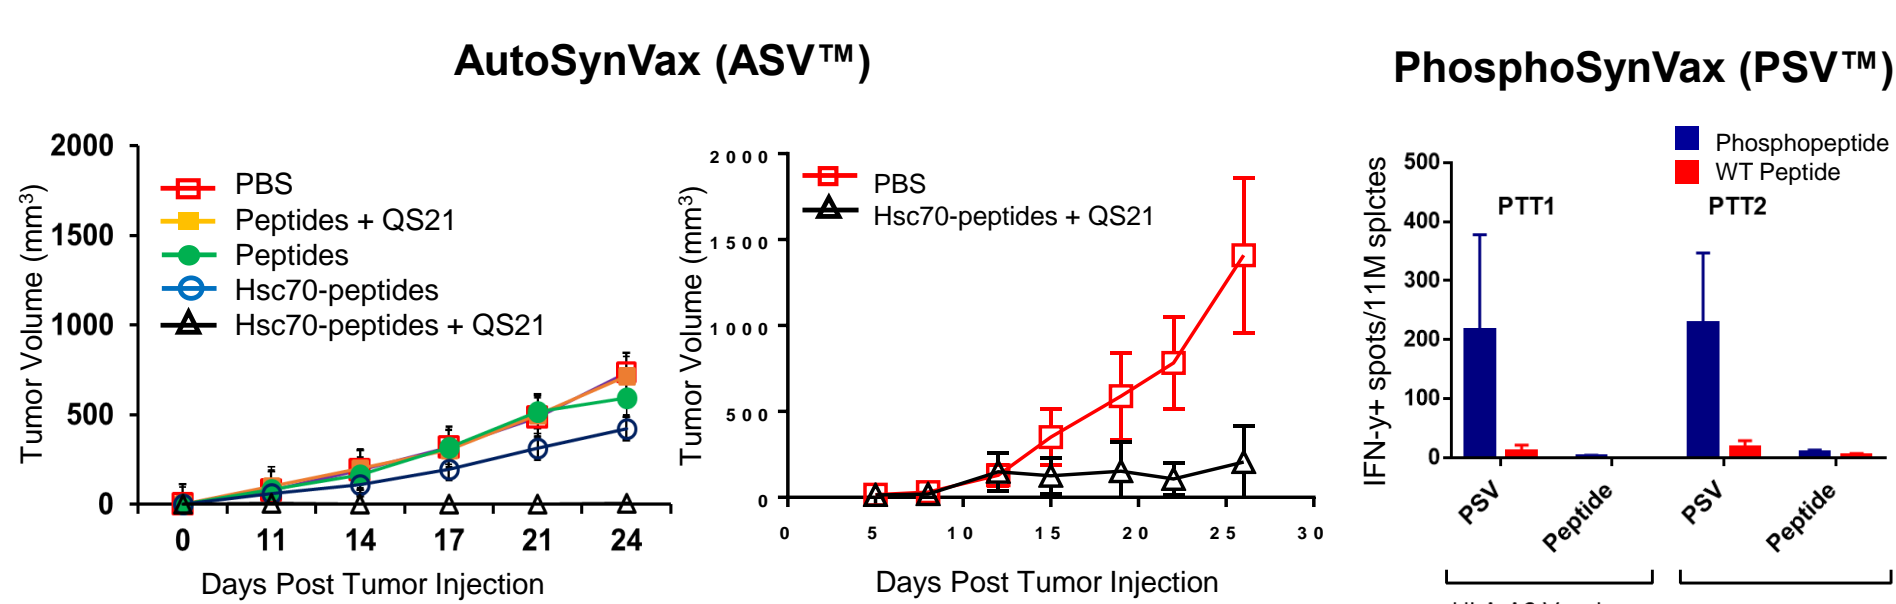 AutoSynVax (ASV™)
PhosphoSynVax (PSV™)
Tumor Volume (mm³)
2000
1500
1000
500
0
PBS
Peptides + QS21
Peptides
Hsc70-peptides
Hsc70-peptides + QS21
0 11 14 17 21 24
Days Post Tumor Injection
Tumor Volume (mm³)
2000
1500
1000
500
0
PBS
Hsc70-peptides + QS21
0 5 10 15 20 25 30
Days Post Tumor Injection
IFN-y+ spots/11M splctes
Phosphopeptide
WT Peptide
500
400
300
200
100
0
PTT1 PTT2
PSV Peptide PSV Peptide